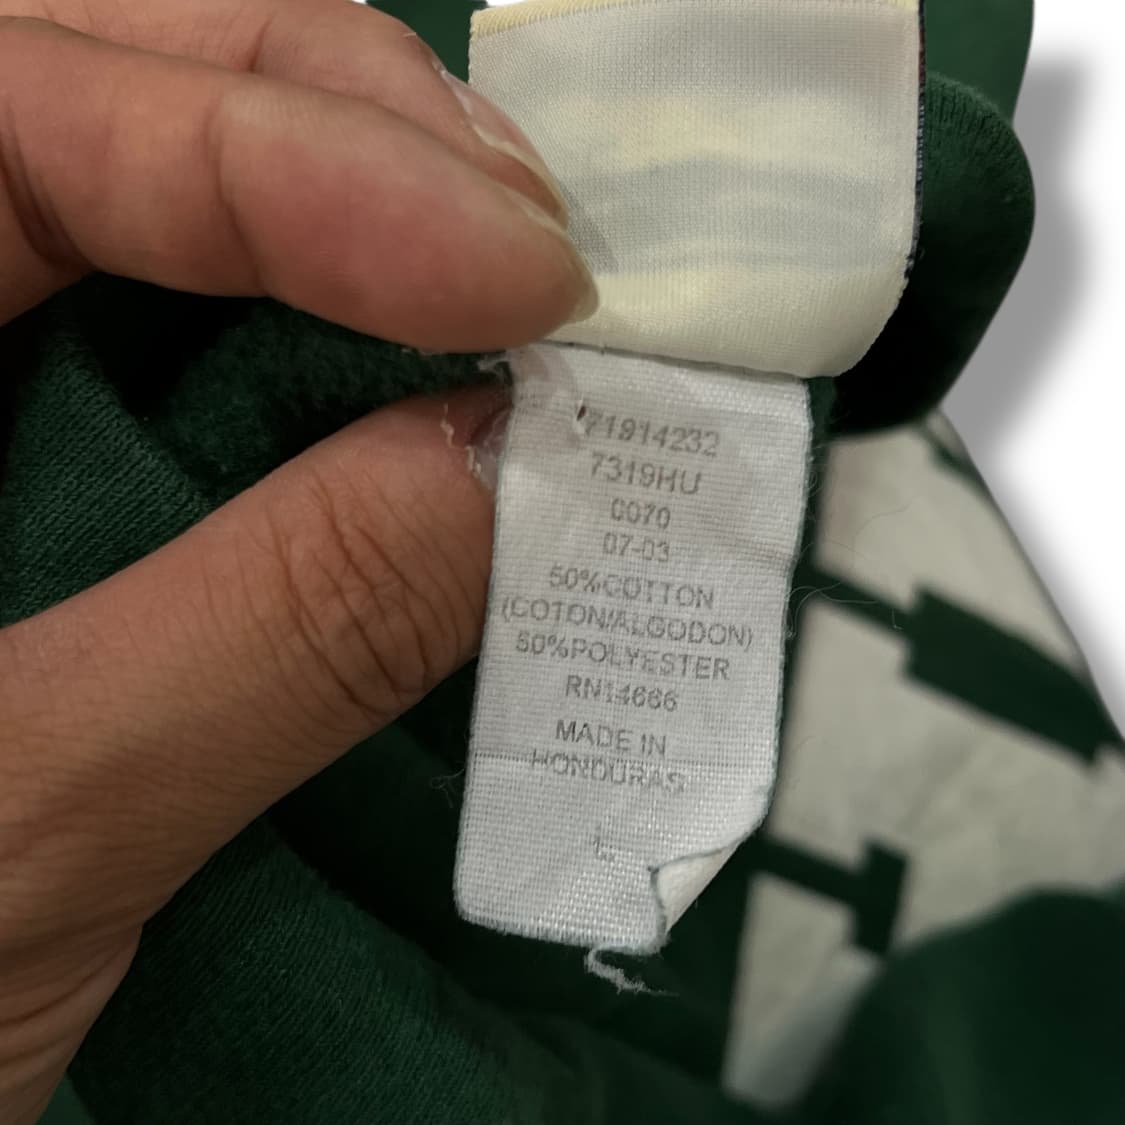 71914232
7319HU
0070
07-03
50%COTTON
(COTON/ALGODON)
50%POLYESTER
RN14666
MADE IN
HONDURAS
L